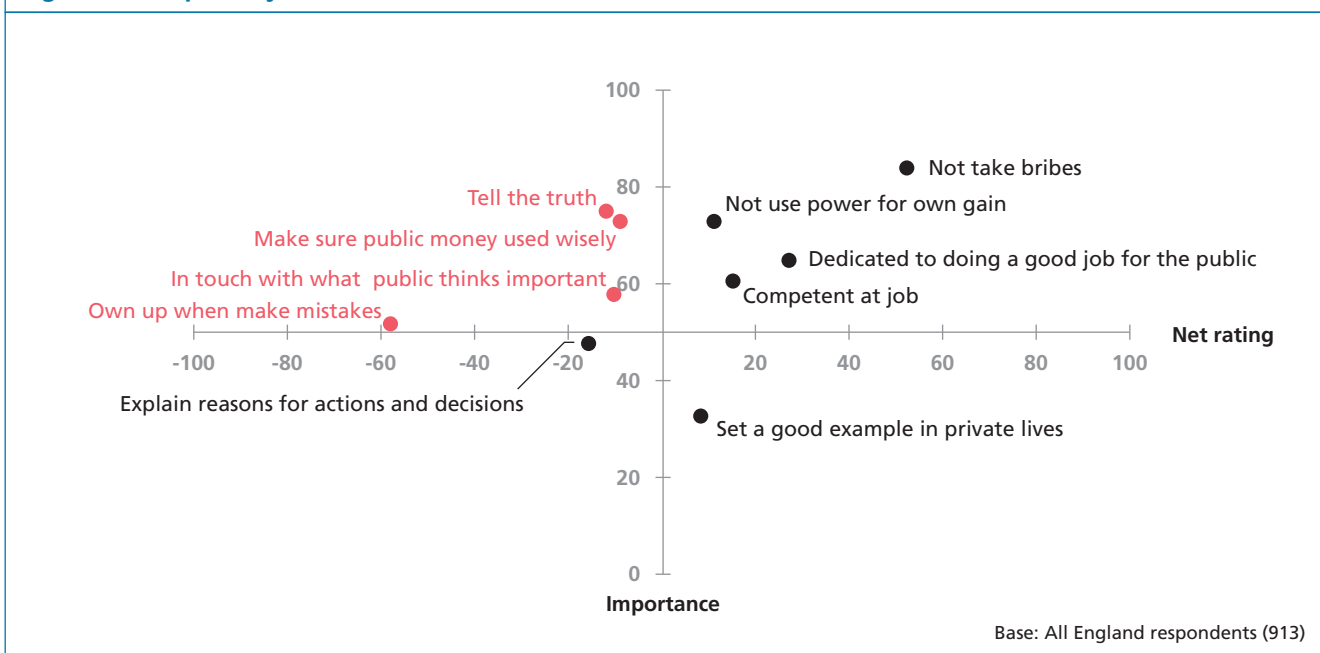 100
Not take bribes
80
Tell the truth
Not use power for own gain
Make sure public money used wisely
Dedicated to doing a good job for the public
In touch with what  public thinks important
60
Competent at job
Own up when make mistakes
Net rating
-100 -80 -60 -40 -20 20 40 60 80 100
40
Explain reasons for actions and decisions
Set a good example in private lives
20
0
Importance
Base: All England respondents (913)